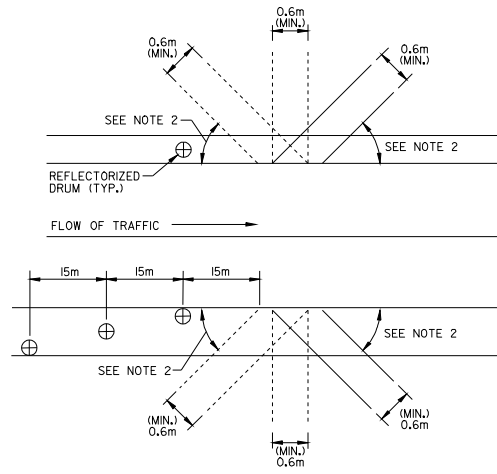 0.6m
(MIN.)
0.6m
(MIN.)
0.6m
(MIN.)
SEE NOTE 2
SEE NOTE 2
REFLECTORIZED
DRUM (TYP.)
FLOW OF TRAFFIC
15m
15m
15m
SEE NOTE 2
SEE NOTE 2
(MIN.)
0.6m
(MIN.)
0.6m
(MIN.)
0.6m